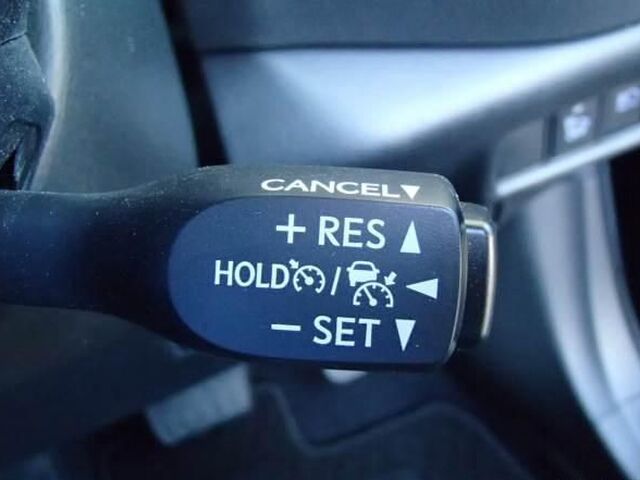 CANCEL▼
+ RES ▲
HOLD / ◀
− SET ▼